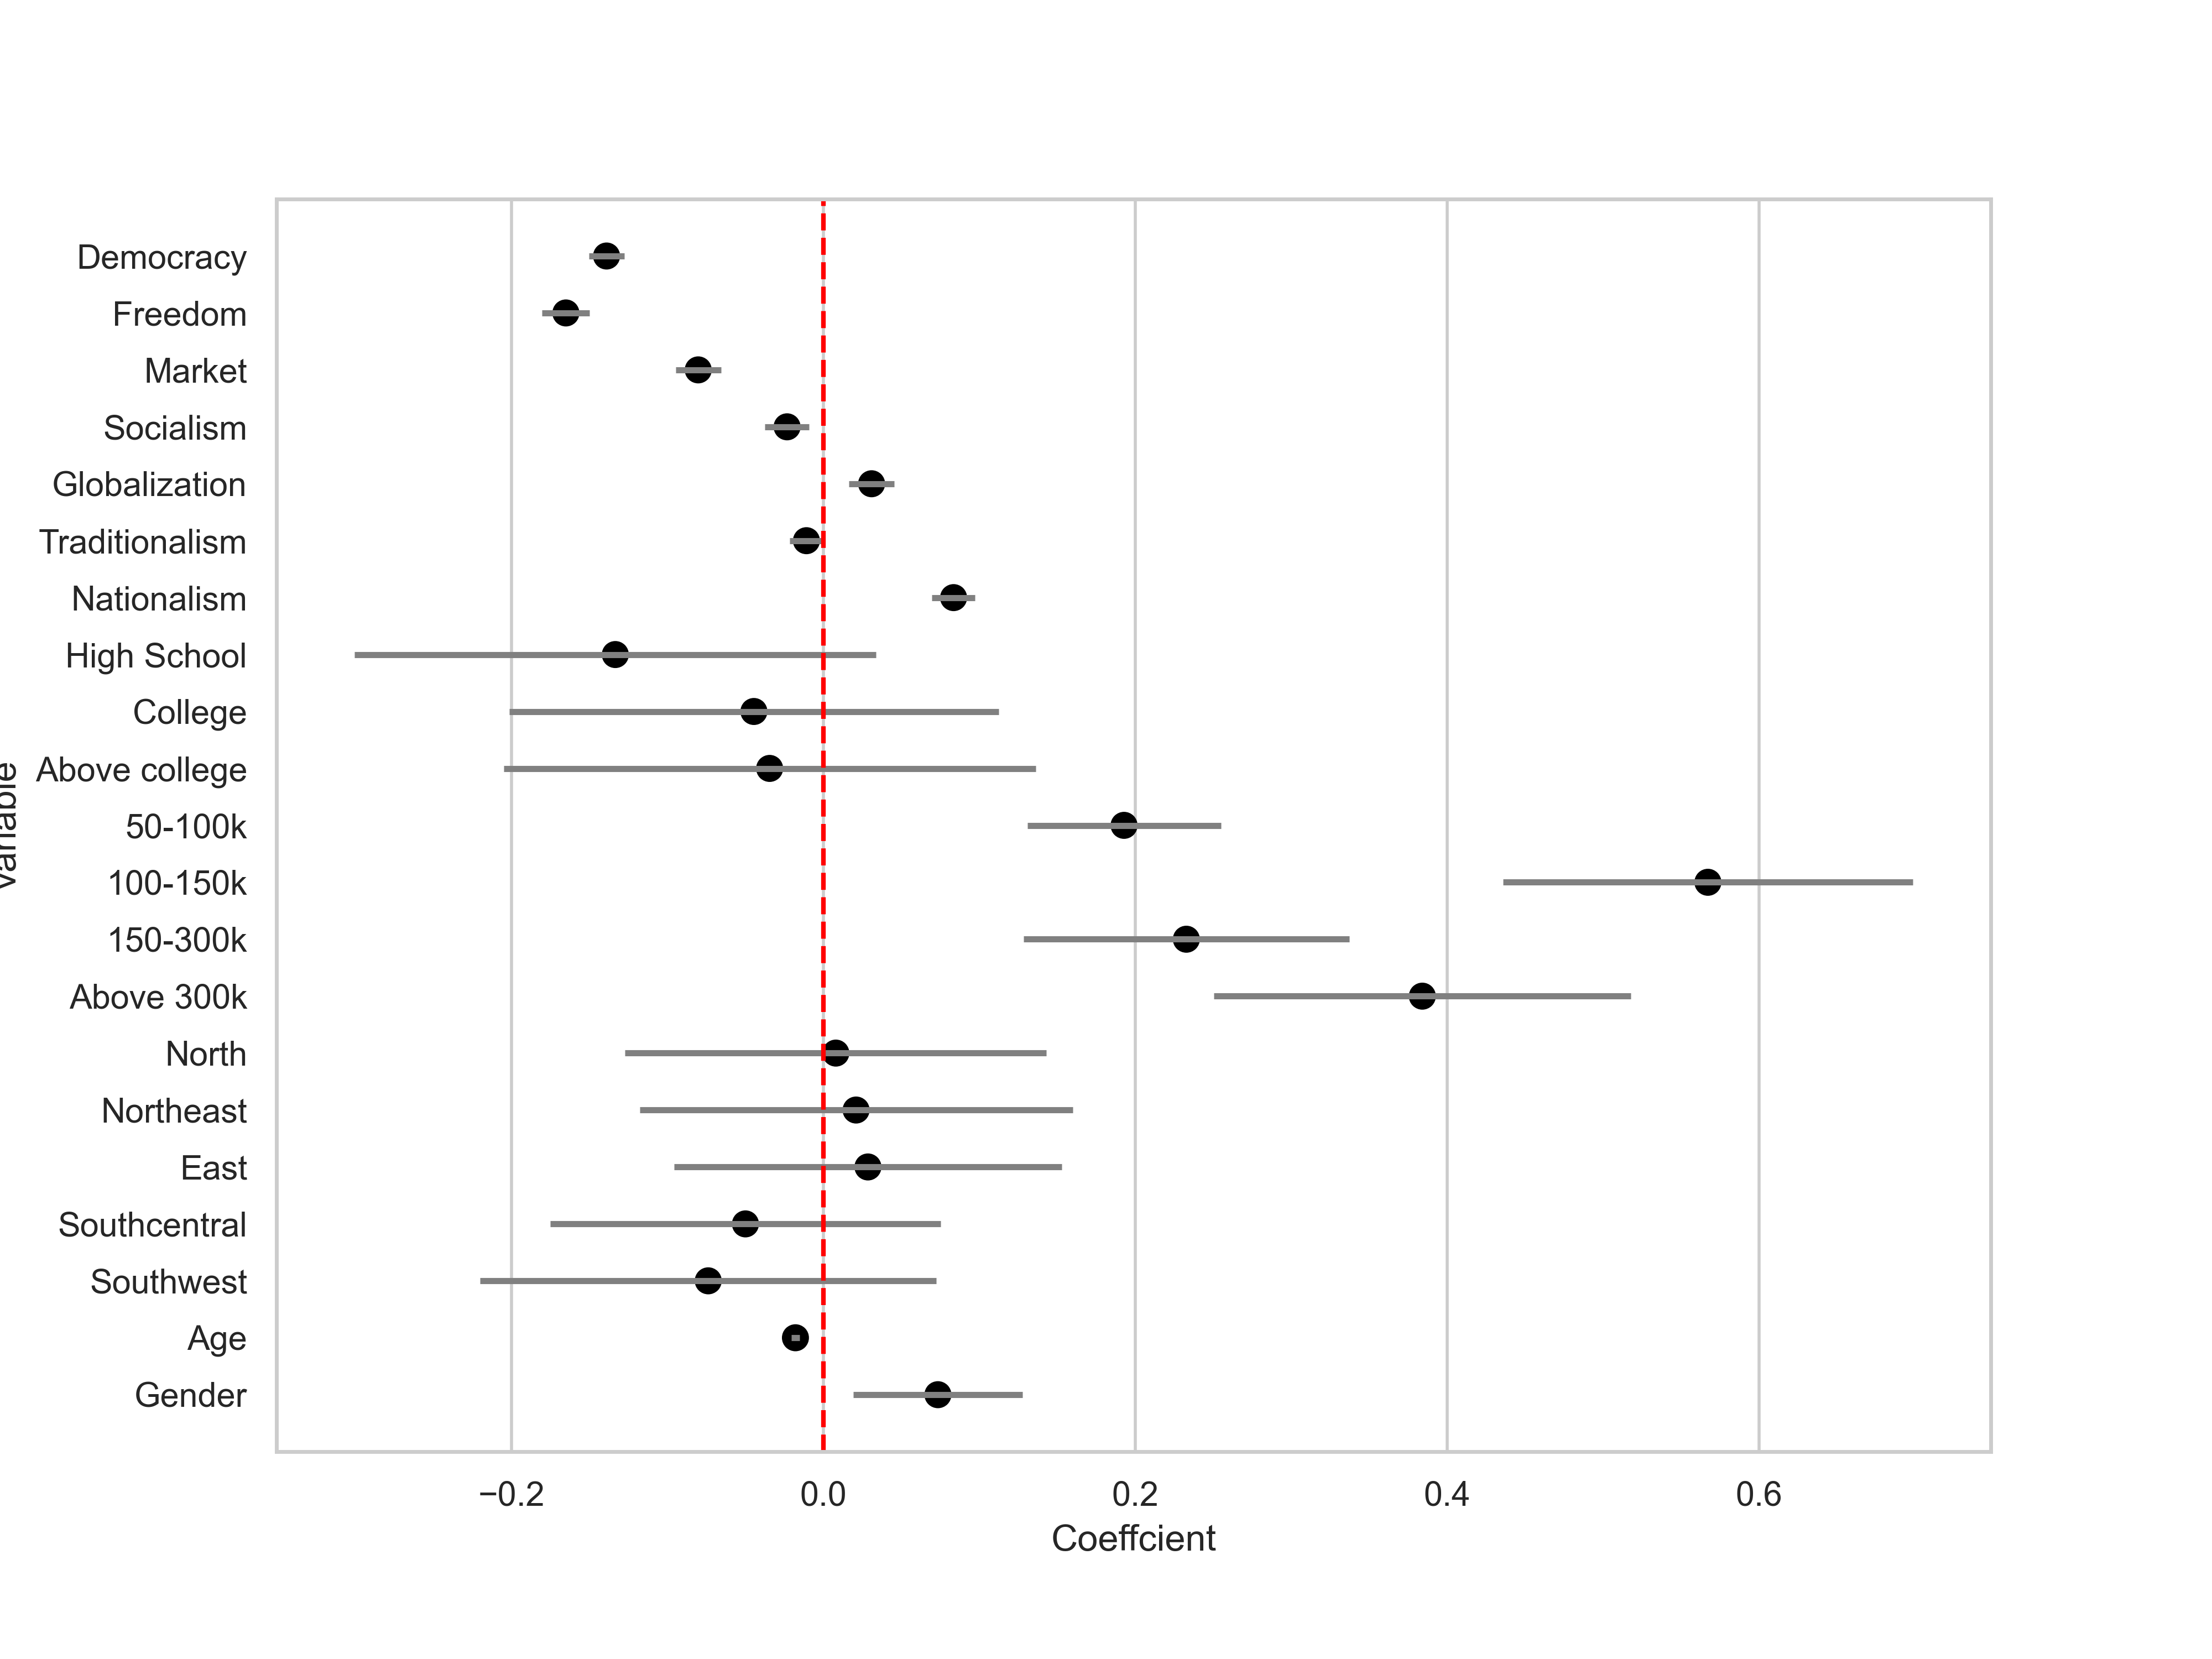 Democracy
Freedom
Market
Socialism
Globalization
Traditionalism
Nationalism
High School
College
Above college
50-100k
100-150k
150-300k
Above 300k
North
Northeast
East
Southcentral
Southwest
Age
Gender
Variable
−0.2 0.0 0.2 0.4 0.6
Coeffcient